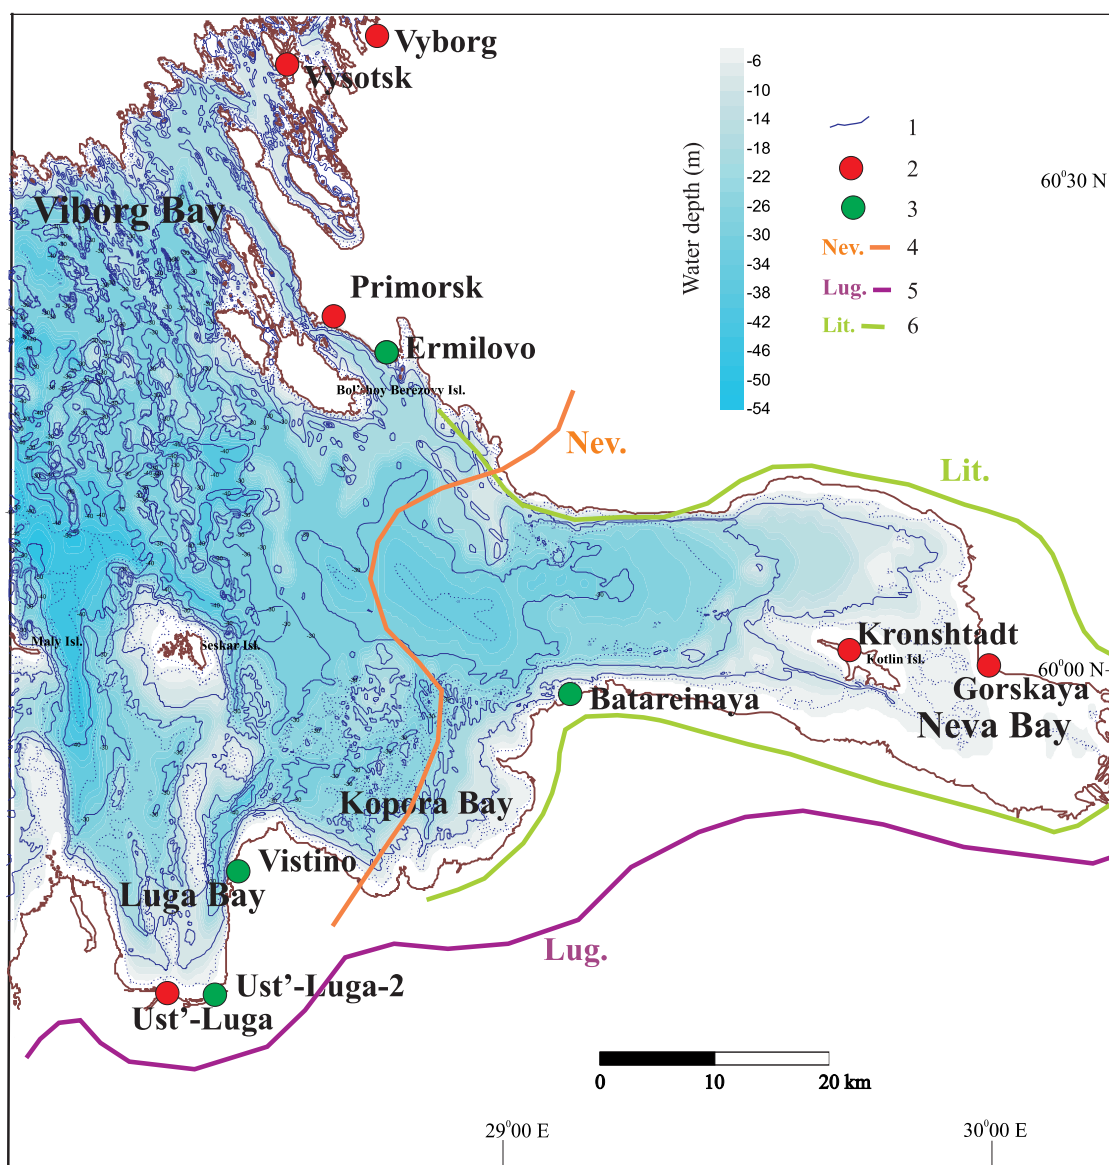 Vyborg
Vysotsk
Viborg Bay
Primorsk
Ermilovo
Bol'shoy Berezovy Isl.
Water depth (m)
-6
-10
-14
-18
-22
-26
-30
-34
-38
-42
-46
-50
-54
1
2
3
Nev. 4
Lug. 5
Lit. 6
60°30 N
Nev.
Lit.
Maly Isl.
Seskar Isl.
Kronshtadt
Kotlin Isl.
60°00 N
Gorskaya
Neva Bay
Batareinaya
Kopora Bay
Vistino
Luga Bay
Lug.
Ust'-Luga-2
Ust'-Luga
0 10 20 km
29°00 E
30°00 E